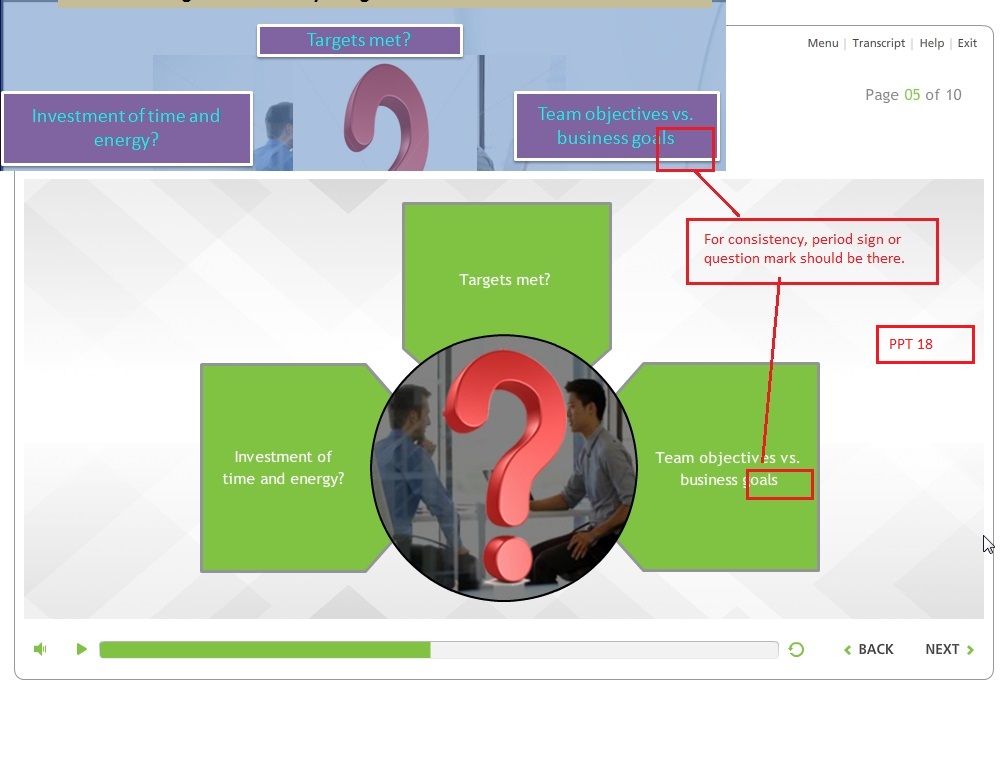 Targets met?
Menu | Transcript | Help | Exit
Page 05 of 10
Investment of time and
energy?
Team objectives vs.
business goals
For consistency, period sign or
question mark should be there.
Targets met?
PPT 18
Investment of
time and energy?
Team objectives vs.
business goals
BACK
NEXT